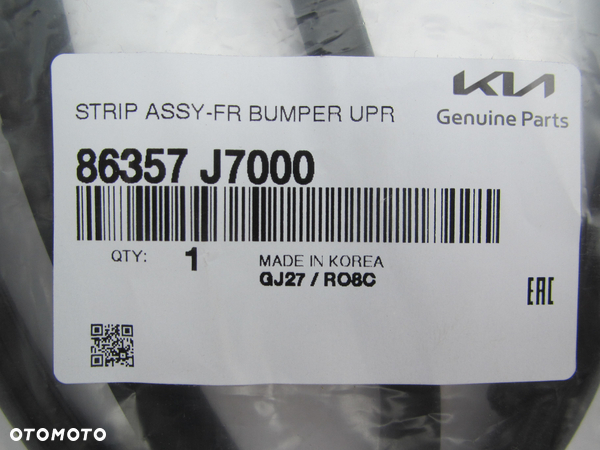 KIA
Genuine Parts
STRIP ASSY-FR BUMPER UPR
86357 J7000
QTY: 1
MADE IN KOREA
GJ27 / RO8C
EAC
OTOMOTO